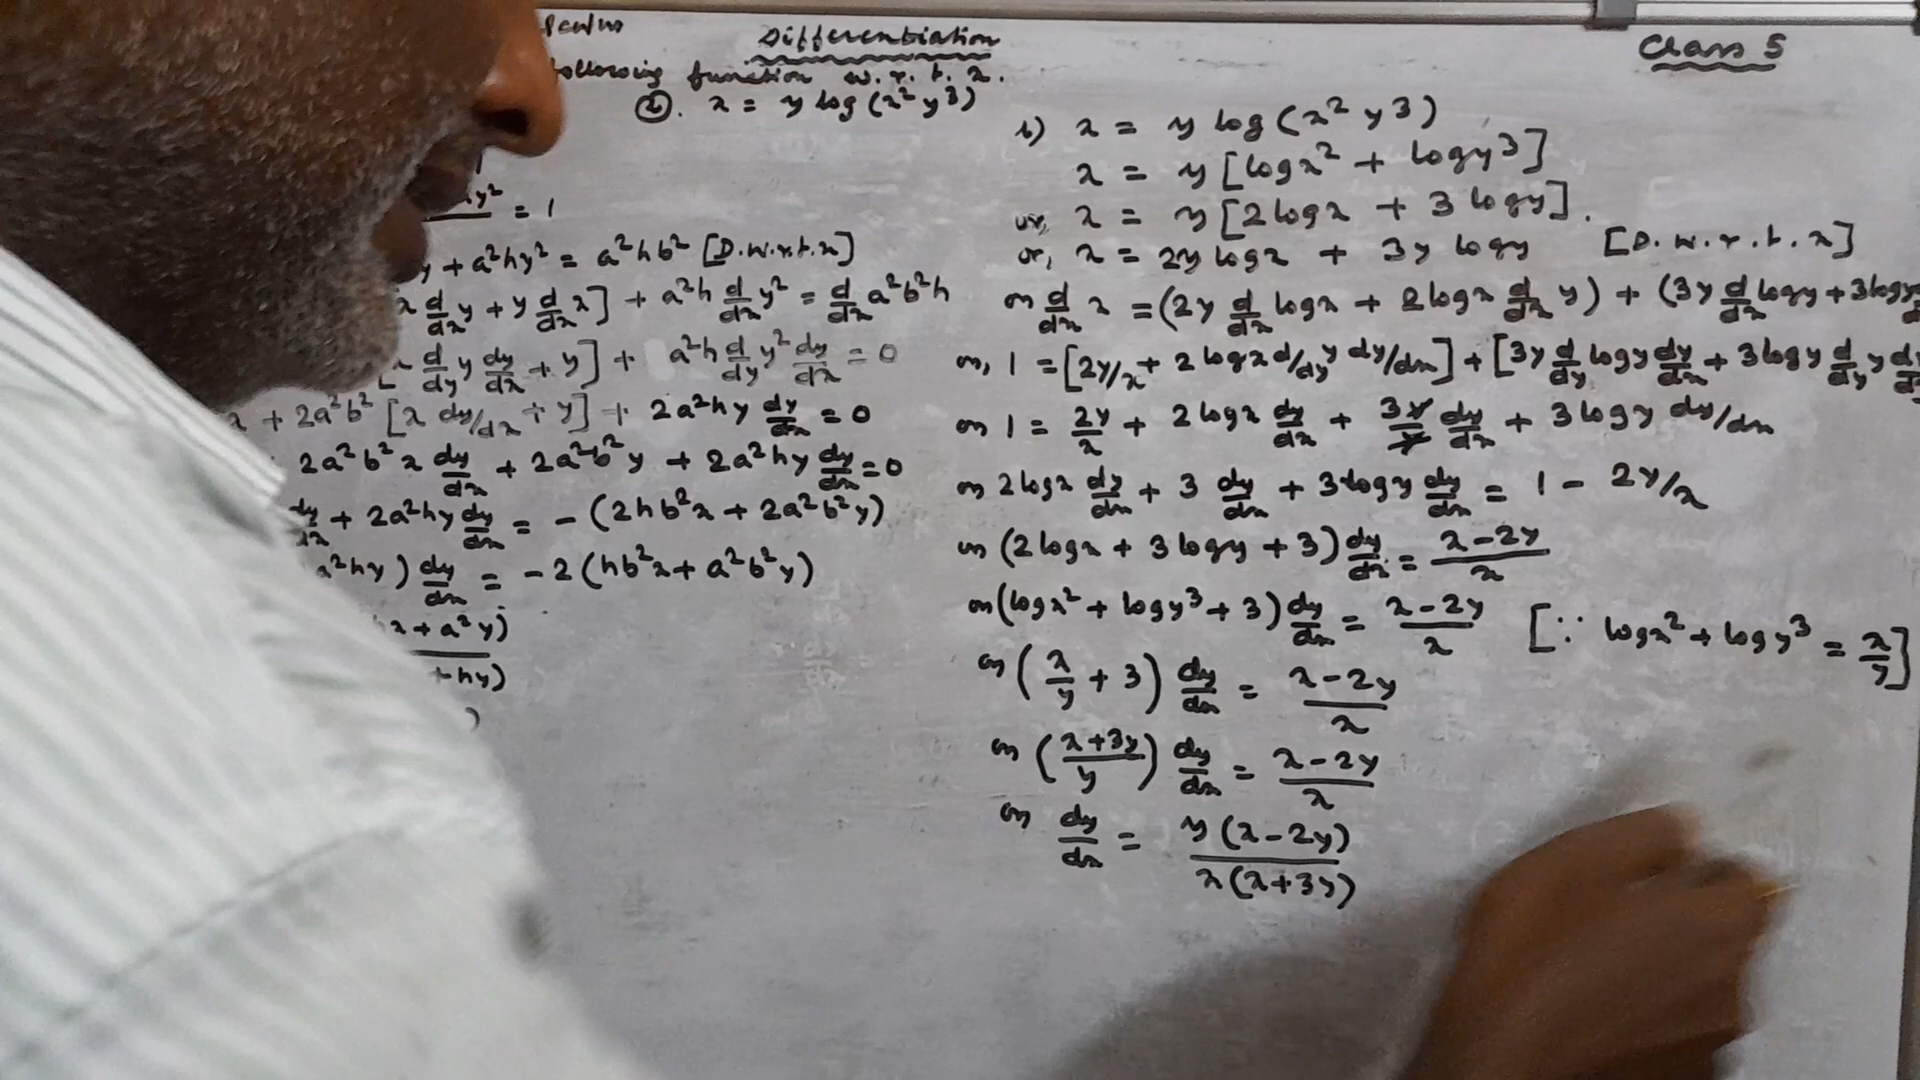 Differentiation
Class 5
following function w.r.t. x.
②. x = y log (x² y³)
= 1
y + a²hy² = a²hb² [D.w.r.t.x]
x d/dx y + y d/dx x] + a²h d/dx y² = d/dx a²b²h
d/dy y dy/dx + y] + a²h d/dy y² dy/dx = 0
x + 2a²b² [x dy/dx + y] + 2a²hy dy/dx = 0
2a²b² x dy/dx + 2a²b²y + 2a²hy dy/dx = 0
+ 2a²hy dy/dx = - (2hb²x + 2a²b²y)
a²hy) dy/dx = -2 (hb²x + a²b²y)
x + a²y)
+ hy)
)
b) x = y log (x² y³)
x = y [log x² + log y³]
or, x = y [2 log x + 3 log y].
or, x = 2y log x + 3y log y [D.w.r.t.x]
or d/dx x = (2y d/dx log x + 2 log x d/dx y) + (3y d/dx log y + 3 log y
or, 1 = [2y/x + 2 log x d/dy y dy/dx] + [3y d/dy log y dy/dx + 3 log y d/dy y
or 1 = 2y/x + 2 log x dy/dx + 3y/y dy/dx + 3 log y dy/dx
or 2 log x dy/dx + 3 dy/dx + 3 log y dy/dx = 1 - 2y/x
or (2 log x + 3 log y + 3) dy/dx = x-2y/x
or (log x² + log y³ + 3) dy/dx = x-2y/x [∵ log x² + log y³ = x/y]
or (x/y + 3) dy/dx = x-2y/x
or (x+3y/y) dy/dx = x-2y/x
or dy/dx = y(x-2y)/x(x+3y)